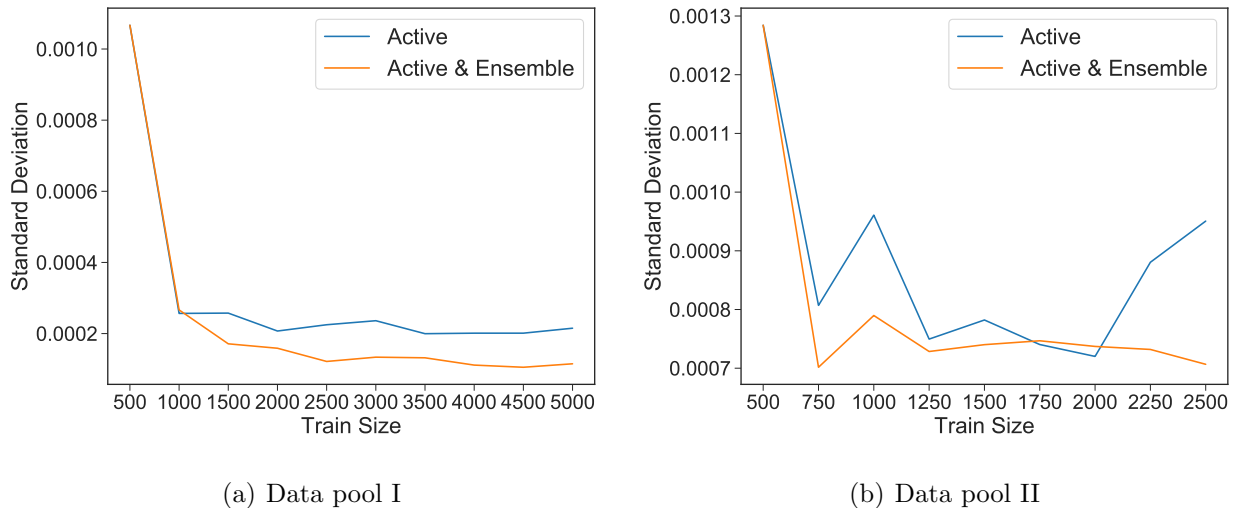 Active
Active & Ensemble
0.0010
0.0008
0.0006
0.0004
0.0002
Standard Deviation
500 1000 1500 2000 2500 3000 3500 4000 4500 5000
Train Size
(a) Data pool I
Active
Active & Ensemble
0.0013
0.0012
0.0011
0.0010
0.0009
0.0008
0.0007
Standard Deviation
500 750 1000 1250 1500 1750 2000 2250 2500
Train Size
(b) Data pool II